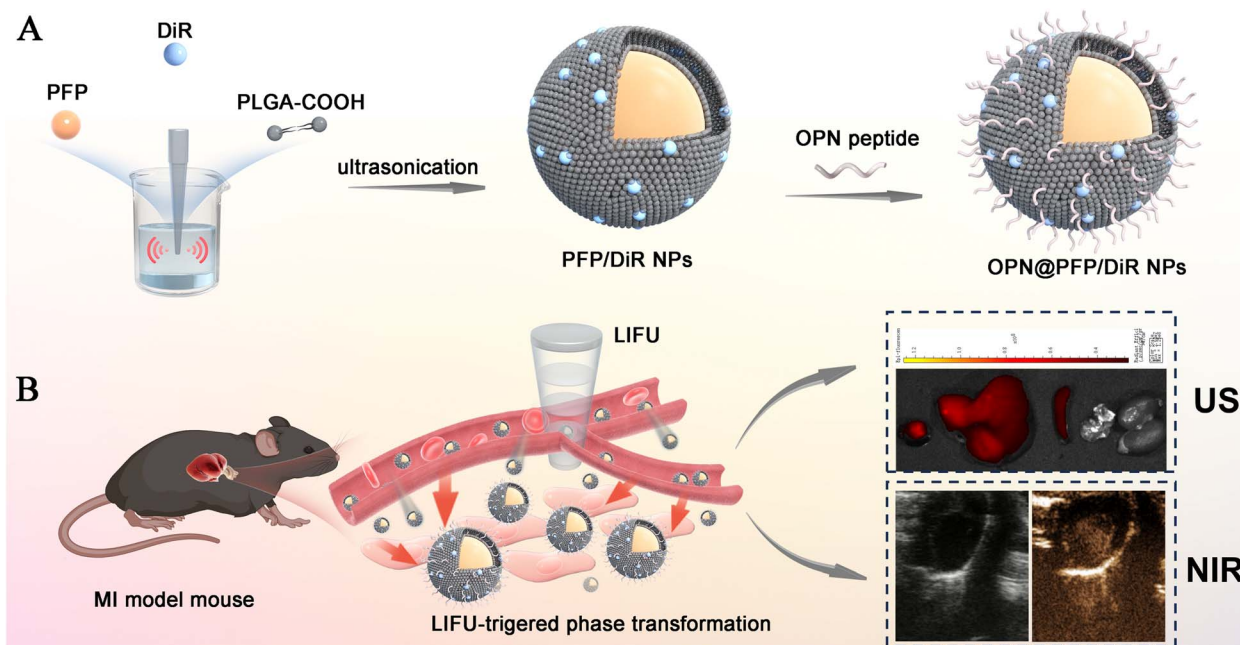 A
DiR
PFP
PLGA-COOH
ultrasonication
PFP/DiR NPs
OPN peptide
OPN@PFP/DiR NPs
B
MI model mouse
LIFU
LIFU-trigered phase transformation
US
NIR